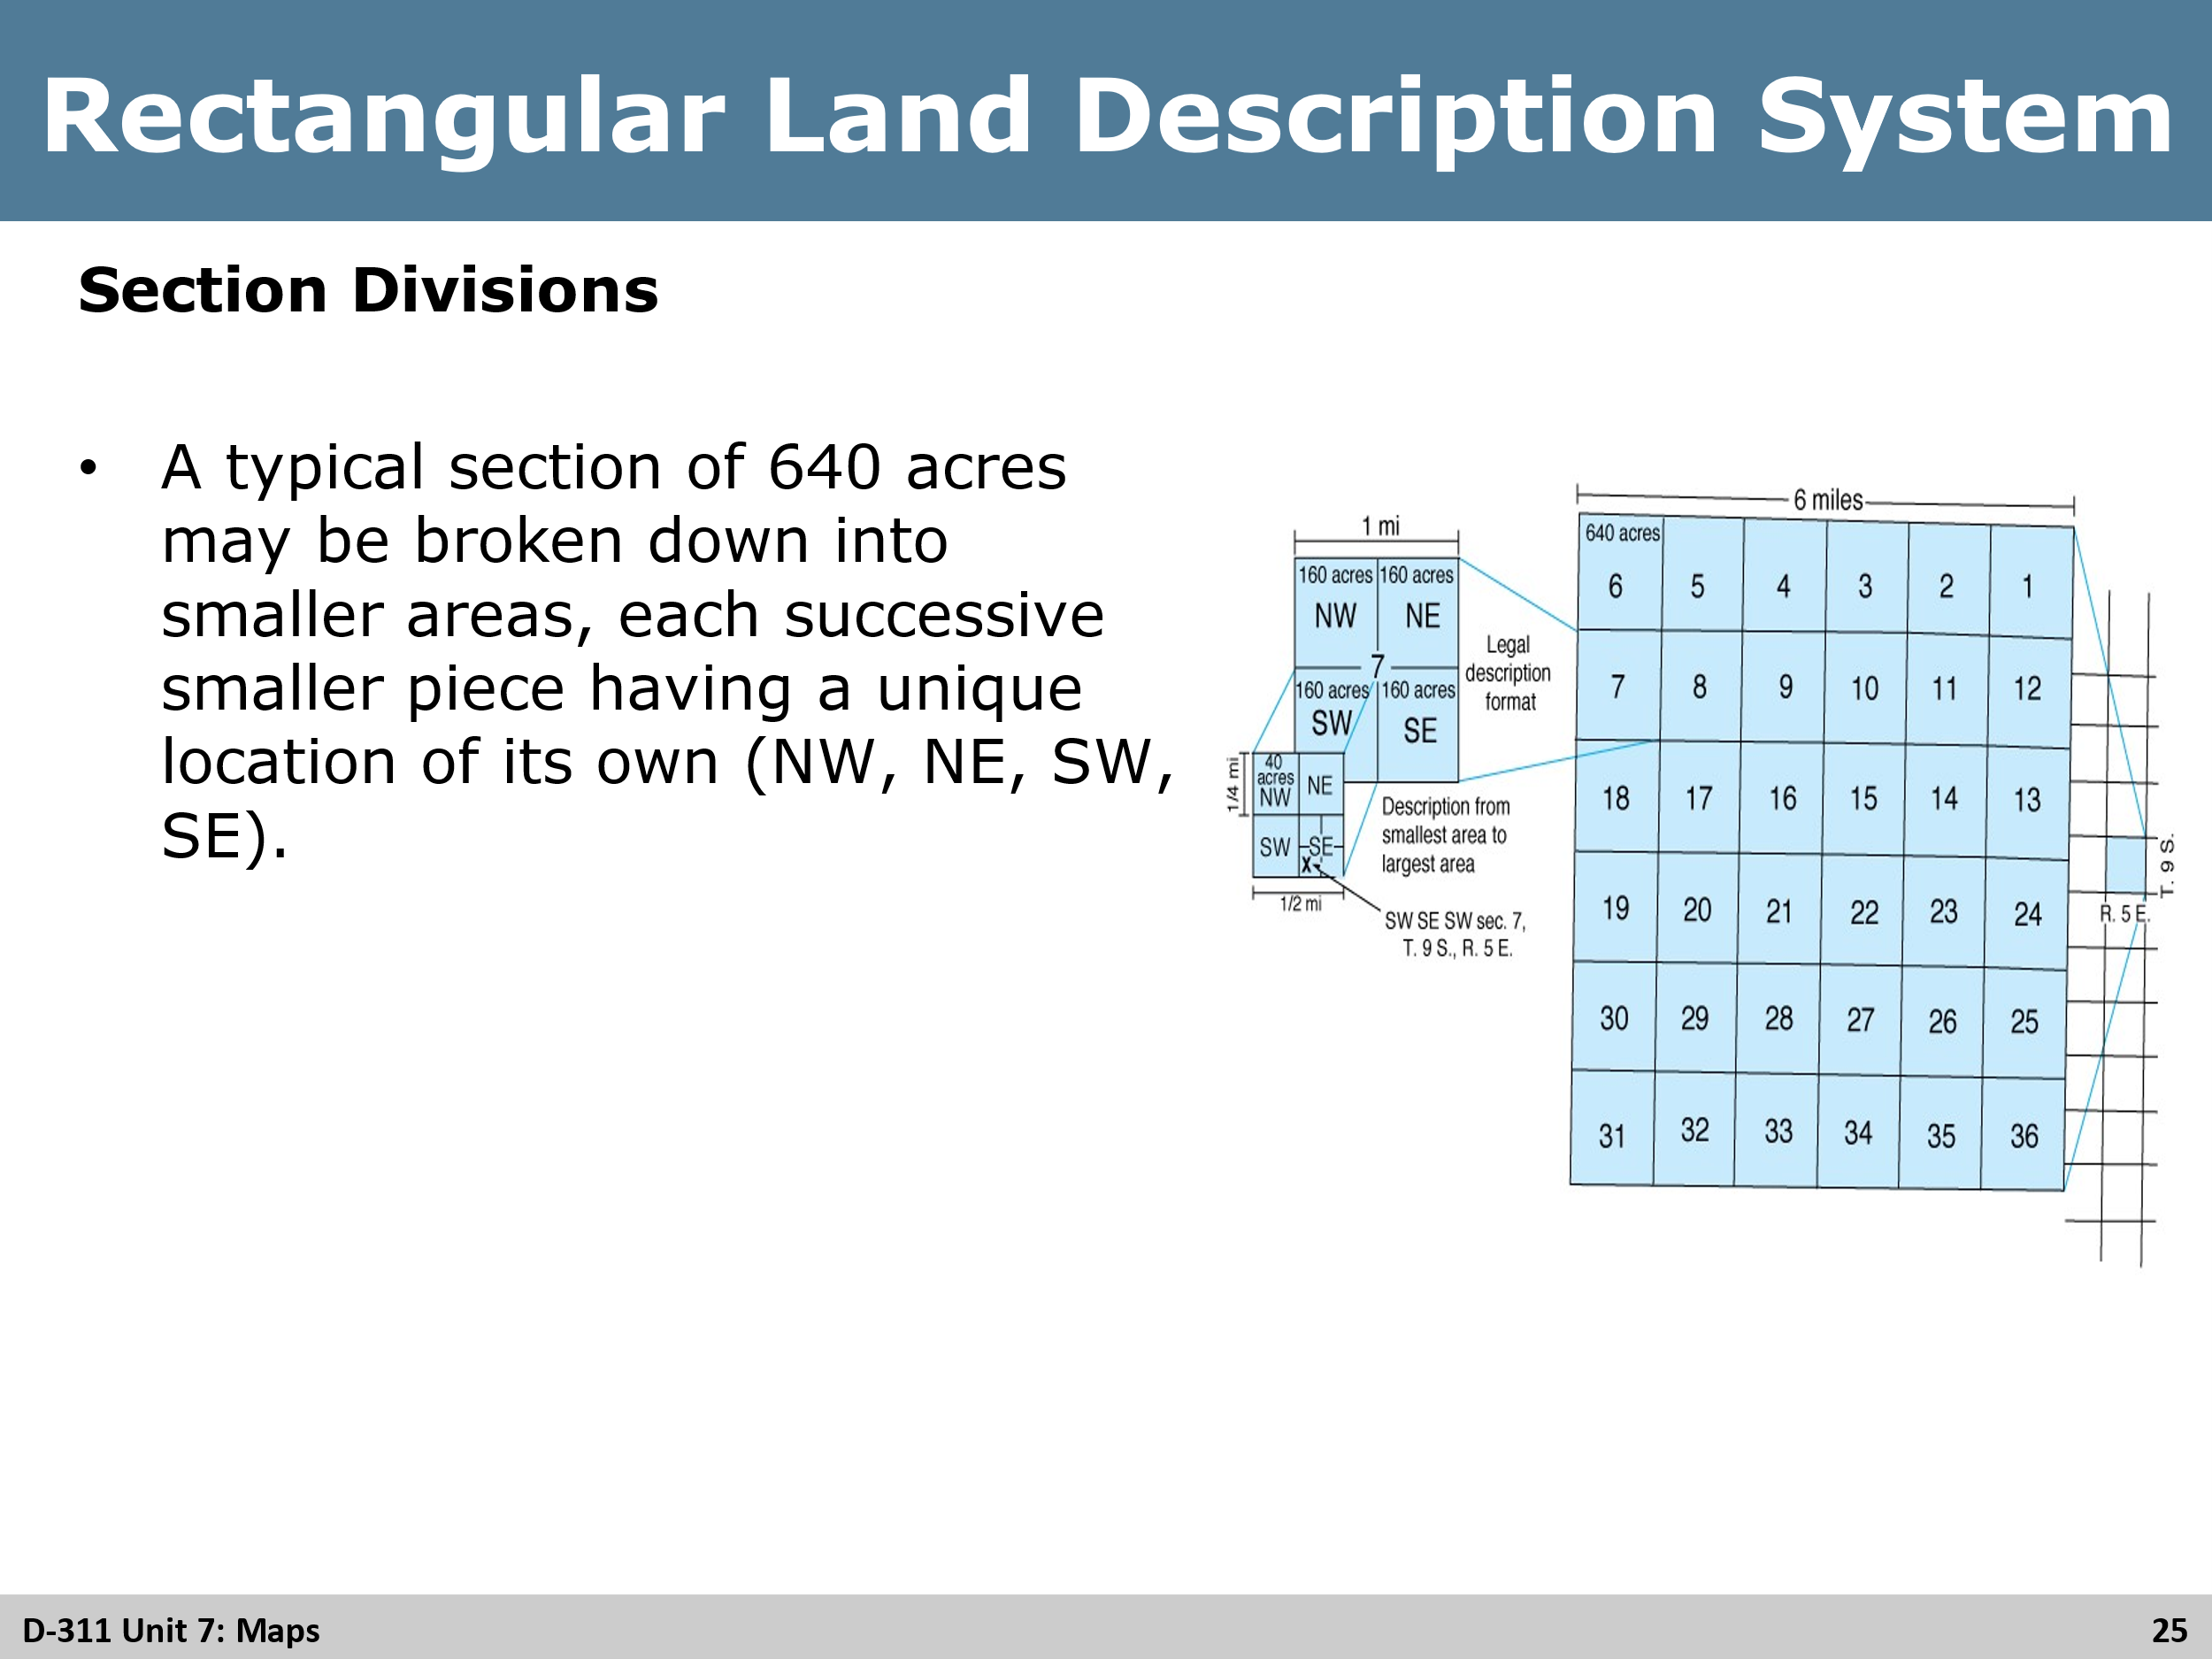 Rectangular Land Description System
Section Divisions
• A typical section of 640 acres
may be broken down into
smaller areas, each successive
smaller piece having a unique
location of its own (NW, NE, SW,
SE).
1 mi
160 acres 160 acres
NW NE
7
160 acres 160 acres
SW SE
1/4 mi
40
acres
NW NE
SW SE
X
1/2 mi
Legal
description
format
Description from
smallest area to
largest area
SW SE SW sec. 7,
T. 9 S., R. 5 E.
6 miles
640 acres
6 5 4 3 2 1
7 8 9 10 11 12
18 17 16 15 14 13
19 20 21 22 23 24
30 29 28 27 26 25
31 32 33 34 35 36
T. 9 S.
R. 5 E.
D-311 Unit 7: Maps 25